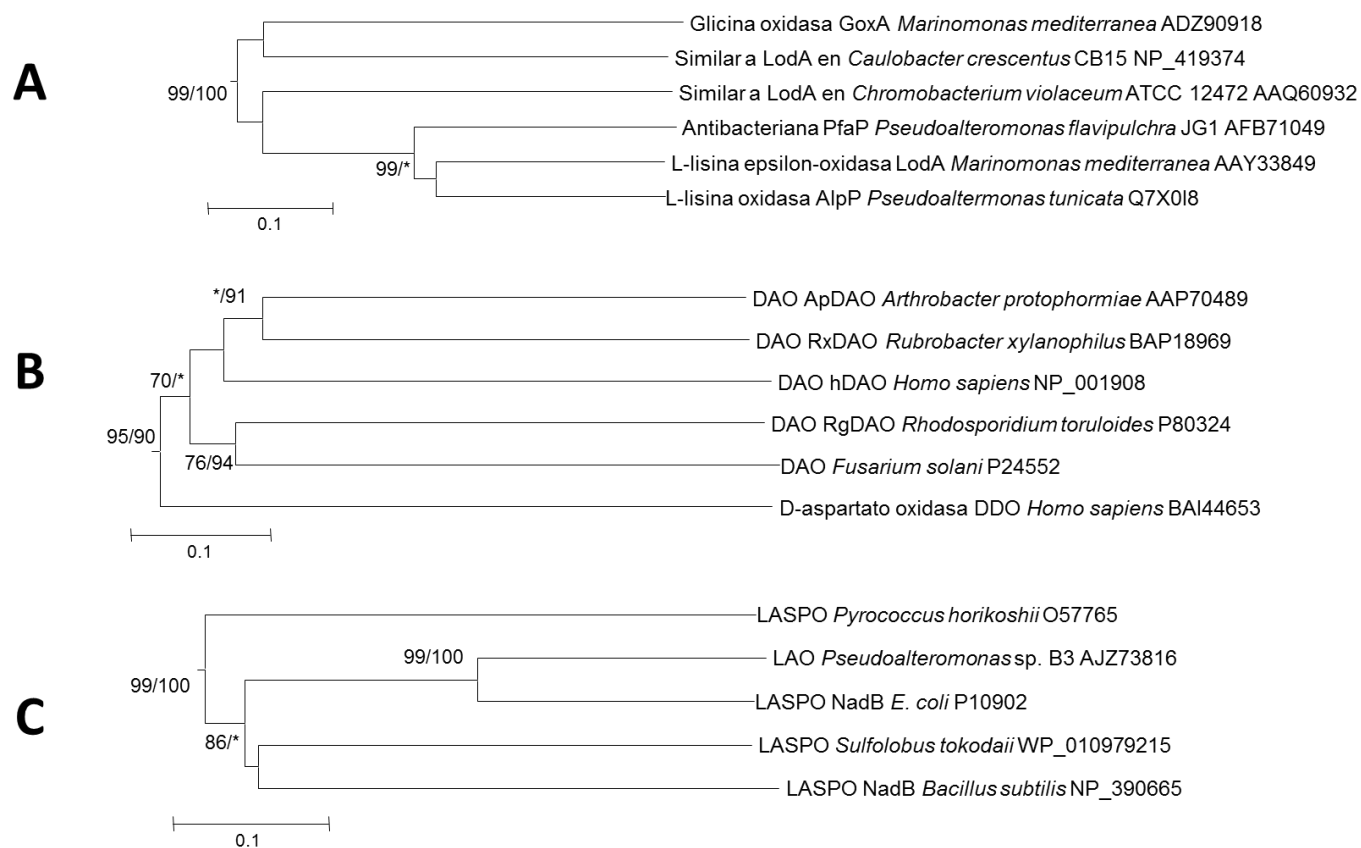 A
Glicina oxidasa GoxA Marinomonas mediterranea ADZ90918
Similar a LodA en Caulobacter crescentus CB15 NP_419374
99/100
Similar a LodA en Chromobacterium violaceum ATCC 12472 AAQ60932
Antibacteriana PfaP Pseudoalteromonas flavipulchra JG1 AFB71049
99/*
L-lisina epsilon-oxidasa LodA Marinomonas mediterranea AAY33849
L-lisina oxidasa AlpP Pseudoaltermonas tunicata Q7X0I8
0.1
B
*/91
DAO ApDAO Arthrobacter protophormiae AAP70489
DAO RxDAO Rubrobacter xylanophilus BAP18969
70/*
DAO hDAO Homo sapiens NP_001908
DAO RgDAO Rhodosporidium toruloides P80324
95/90
76/94
DAO Fusarium solani P24552
D-aspartato oxidasa DDO Homo sapiens BAI44653
0.1
C
LASPO Pyrococcus horikoshii O57765
99/100
LAO Pseudoalteromonas sp. B3 AJZ73816
99/100
LASPO NadB E. coli P10902
86/*
LASPO Sulfolobus tokodaii WP_010979215
LASPO NadB Bacillus subtilis NP_390665
0.1